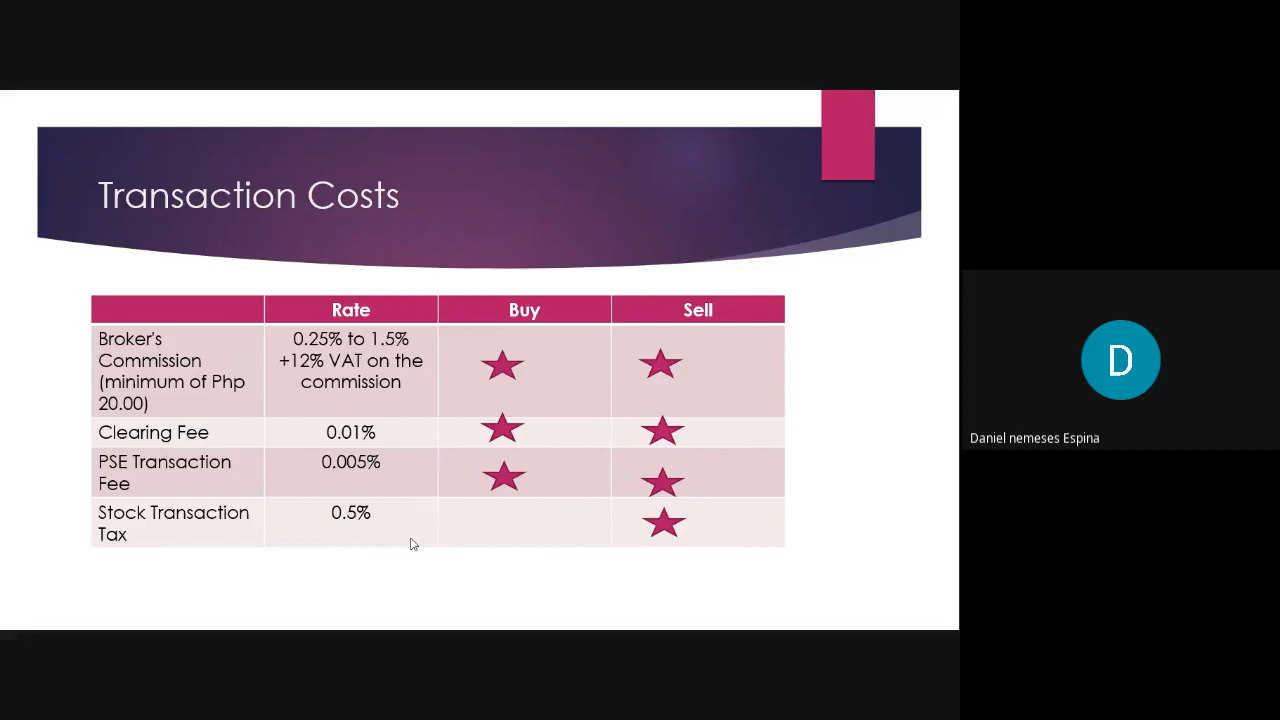 Transaction Costs
Rate
Buy
Sell
Broker's
Commission
(minimum of Php
20.00)
0.25% to 1.5%
+12% VAT on the
commission
Clearing Fee
0.01%
PSE Transaction
Fee
0.005%
Stock Transaction
Tax
0.5%
D
Daniel nemeses Espina